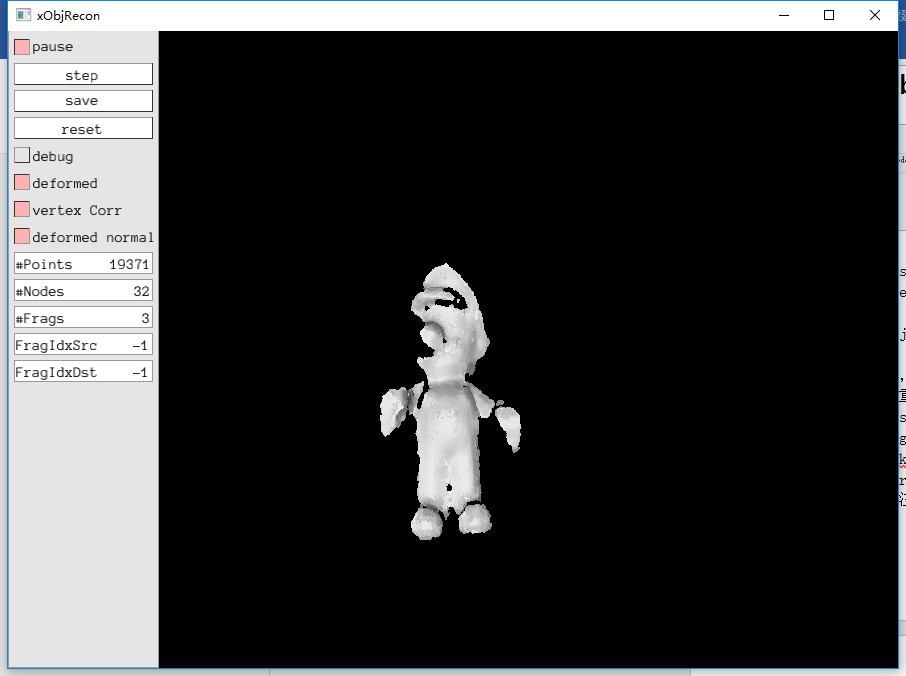 xObjRecon
pause
step
save
reset
debug
deformed
vertex Corr
deformed normal
#Points 19371
#Nodes 32
#Frags 3
FragIdxSrc -1
FragIdxDst -1